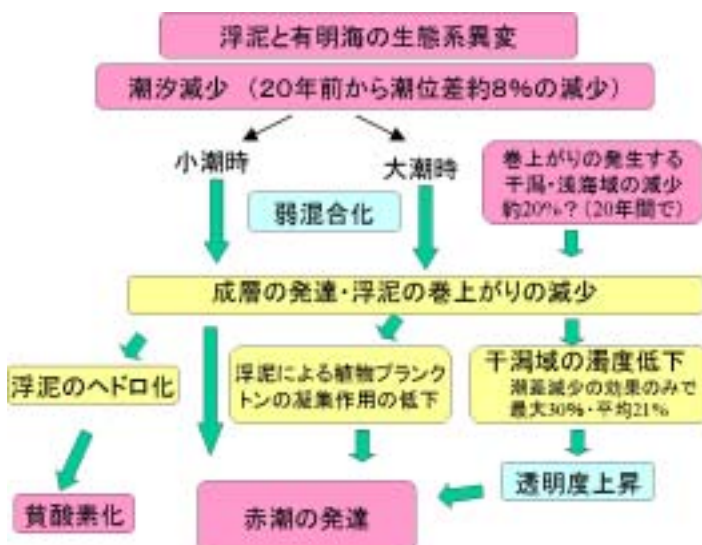 浮泥と有明海の生態系異変
潮汐減少 (20年前から潮位差約8%の減少)
小潮時
大潮時
巻上がりの発生する
干潟・浅海域の減少
約20%?(20年間で)
弱混合化
成層の発達・浮泥の巻上がりの減少
浮泥のヘドロ化
浮泥による植物プランク
トンの凝集作用の低下
干潟域の濁度低下
潮差減少の効果のみで
最大30%・平均21%
貧酸素化
赤潮の発達
透明度上昇